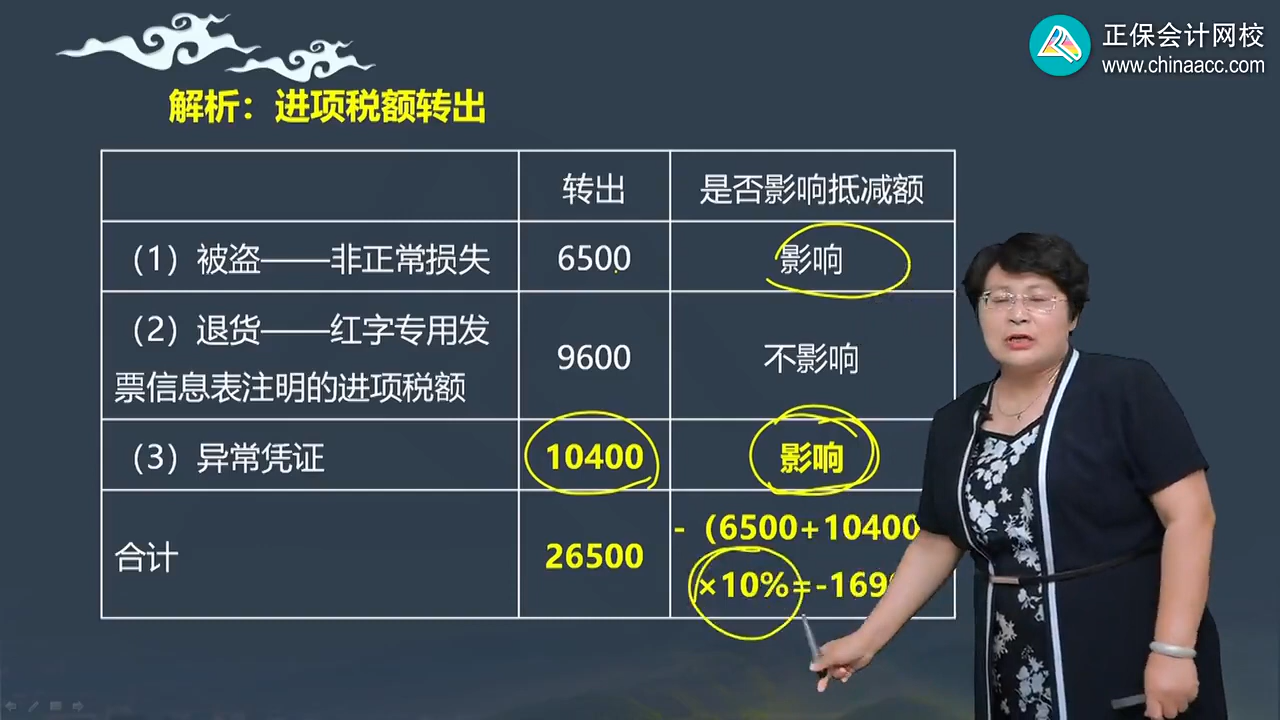 正保会计网校
www.chinaacc.com
解析：进项税额转出
转出
是否影响抵减额
（1）被盗——非正常损失
6500
影响
（2）退货——红字专用发
票信息表注明的进项税额
9600
不影响
（3）异常凭证
10400
影响
合计
26500
-（6500+10400
×10%=-169